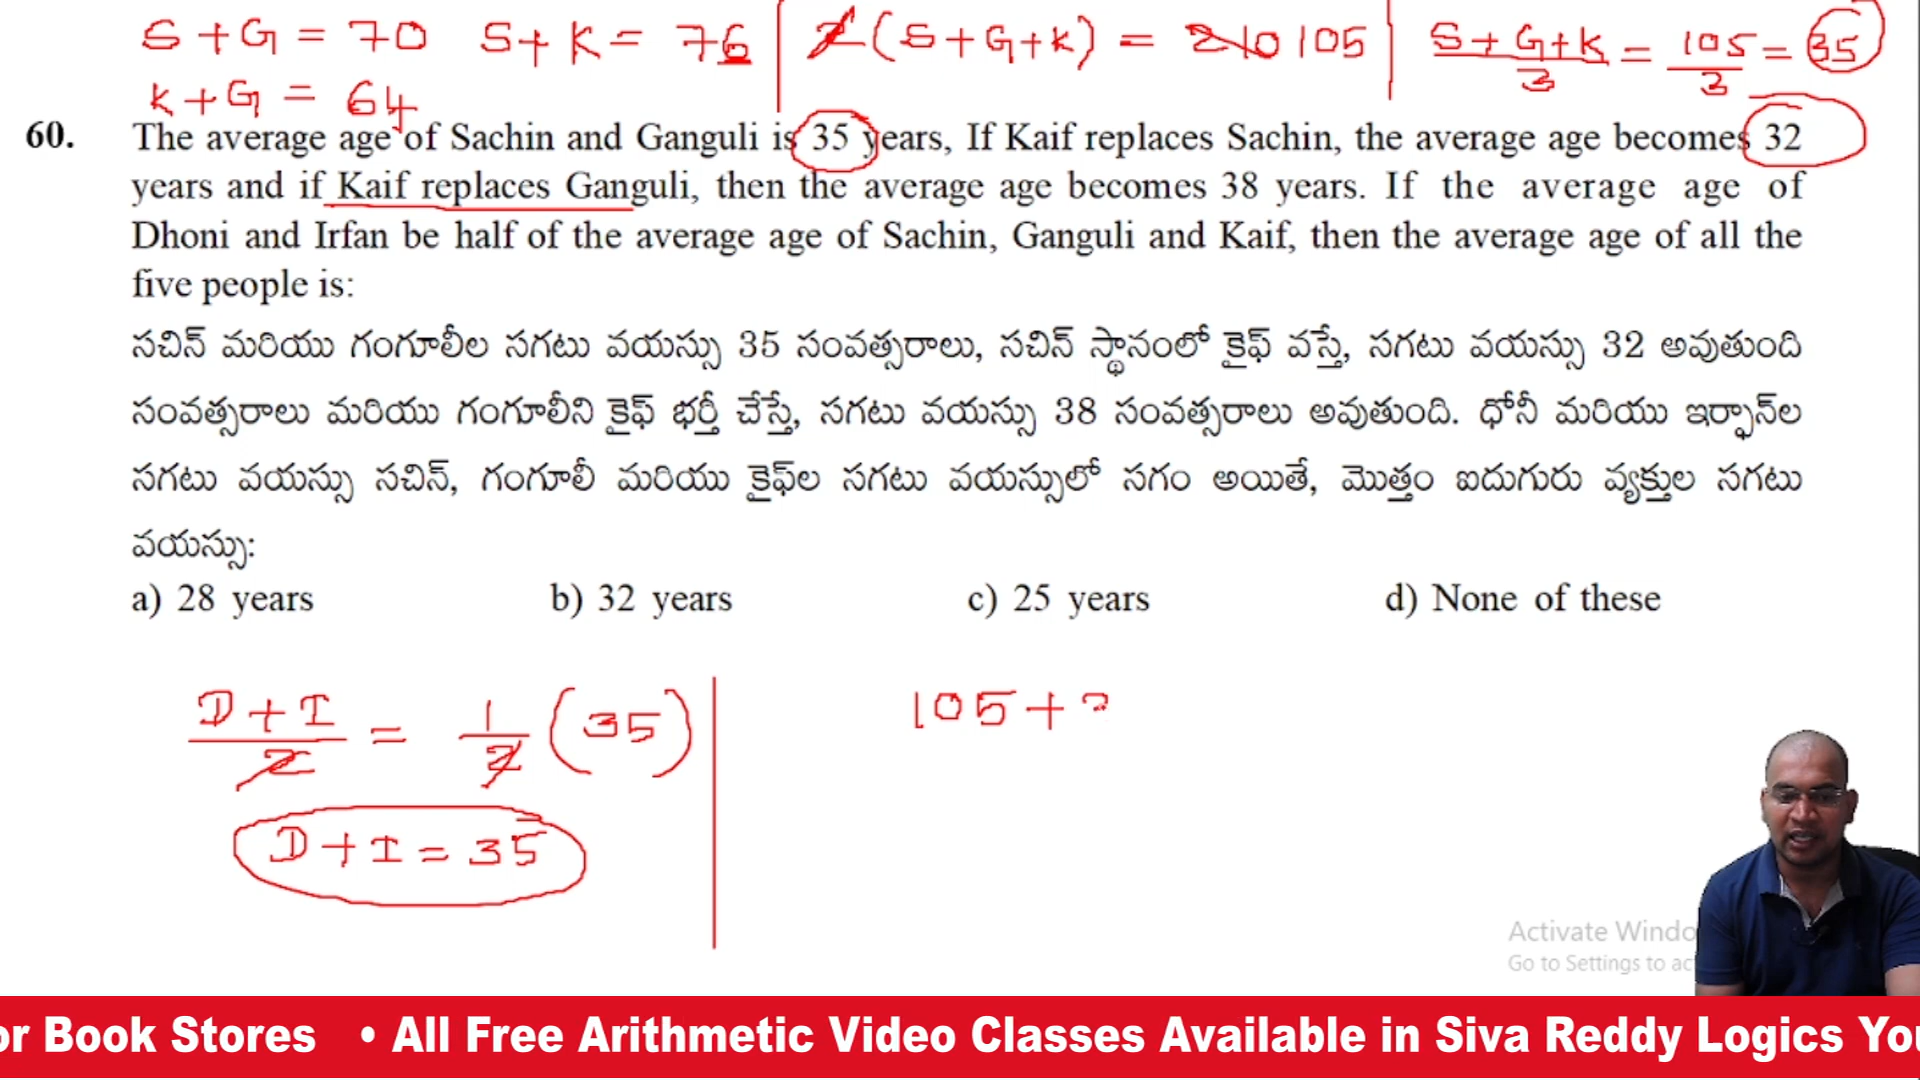 S + G = 70 S + K = 76 2(S+G+K) = 210 105 S+G+K/3 = 105/3 = 35
K + G = 64
60. The average age of Sachin and Ganguli is 35 years, If Kaif replaces Sachin, the average age becomes 32
years and if Kaif replaces Ganguli, then the average age becomes 38 years. If the average age of
Dhoni and Irfan be half of the average age of Sachin, Ganguli and Kaif, then the average age of all the
five people is:
సచిన్ మరియు గంగూలీల సగటు వయస్సు 35 సంవత్సరాలు, సచిన్ స్థానంలో కైఫ్ వస్తే, సగటు వయస్సు 32 అవుతుంది
సంవత్సరాలు మరియు గంగూలీని కైఫ్ భర్తీ చేస్తే, సగటు వయస్సు 38 సంవత్సరాలు అవుతుంది. ధోనీ మరియు ఇర్ఫాన్‌ల
సగటు వయస్సు సచిన్, గంగూలీ మరియు కైఫ్‌ల సగటు వయస్సులో సగం అయితే, మొత్తం ఐదుగురు వ్యక్తుల సగటు
వయస్సు:
a) 28 years b) 32 years c) 25 years d) None of these
D+I/2 = 1/2 (35) 105+
D+I=35
Activate Windo
Go to Settings to ac
or Book Stores • All Free Arithmetic Video Classes Available in Siva Reddy Logics You